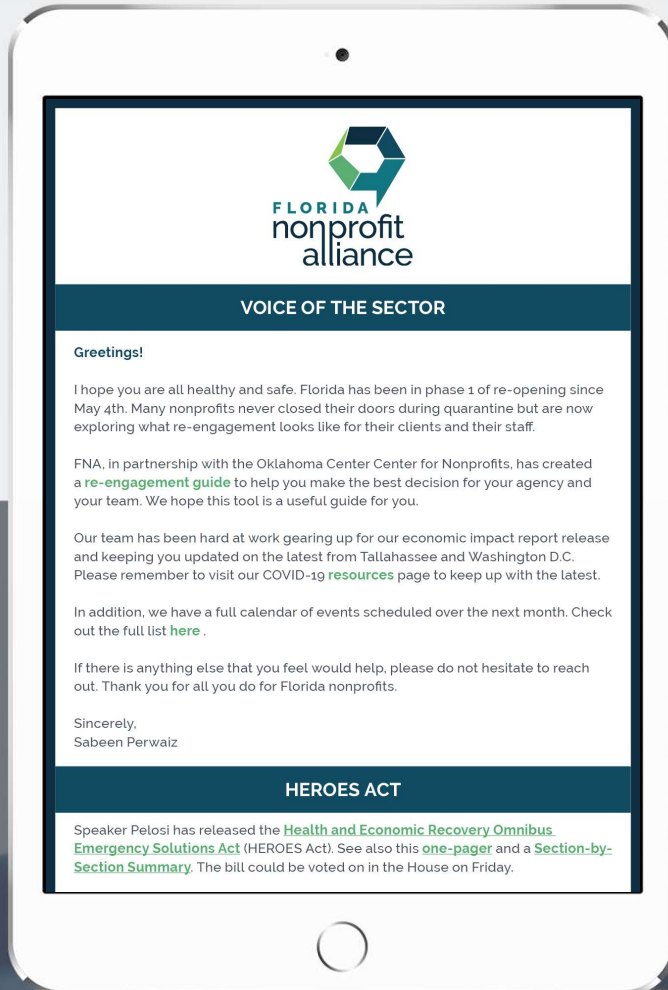 FLORIDA
nonprofit
alliance
VOICE OF THE SECTOR
Greetings!
I hope you are all healthy and safe. Florida has been in phase 1 of re-opening since
May 4th. Many nonprofits never closed their doors during quarantine but are now
exploring what re-engagement looks like for their clients and their staff.
FNA, in partnership with the Oklahoma Center Center for Nonprofits, has created
a re-engagement guide to help you make the best decision for your agency and
your team. We hope this tool is a useful guide for you.
Our team has been hard at work gearing up for our economic impact report release
and keeping you updated on the latest from Tallahassee and Washington D.C.
Please remember to visit our COVID-19 resources page to keep up with the latest.
In addition, we have a full calendar of events scheduled over the next month. Check
out the full list here .
If there is anything else that you feel would help, please do not hesitate to reach
out. Thank you for all you do for Florida nonprofits.
Sincerely,
Sabeen Perwaiz
HEROES ACT
Speaker Pelosi has released the Health and Economic Recovery Omnibus
Emergency Solutions Act (HEROES Act). See also this one-pager and a Section-by-
Section Summary. The bill could be voted on in the House on Friday.